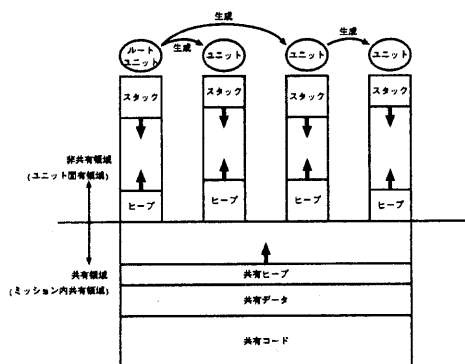 生成
生成
生成
ルート
ユニット
ユニット
ユニット
ユニット
スタック
スタック
スタック
スタック
非共有領域
(ユニット固有領域)
ヒープ
ヒープ
ヒープ
ヒープ
共有領域
(ミッション内共有領域)
共有ヒープ
共有データ
共有コード